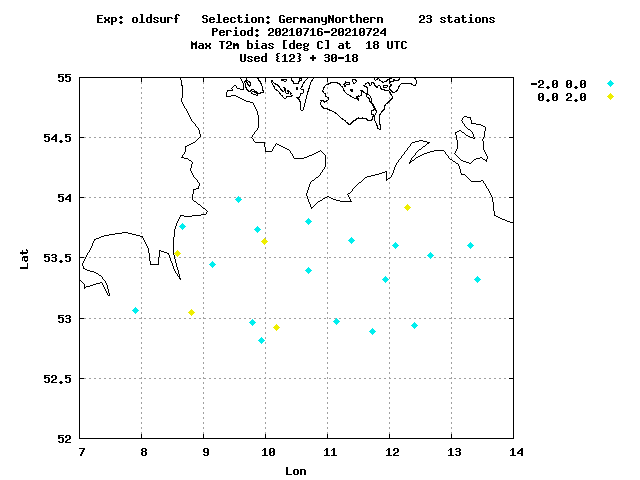 Exp: oldsurf   Selection: GermanyNorthern     23 stations
Period: 20210716-20210724
Max T2m bias [deg C] at  18 UTC
Used {12} + 30-18
-2.0 0.0
0.0 2.0
55
54.5
54
53.5
53
52.5
52
Lat
7 8 9 10 11 12 13 14
Lon